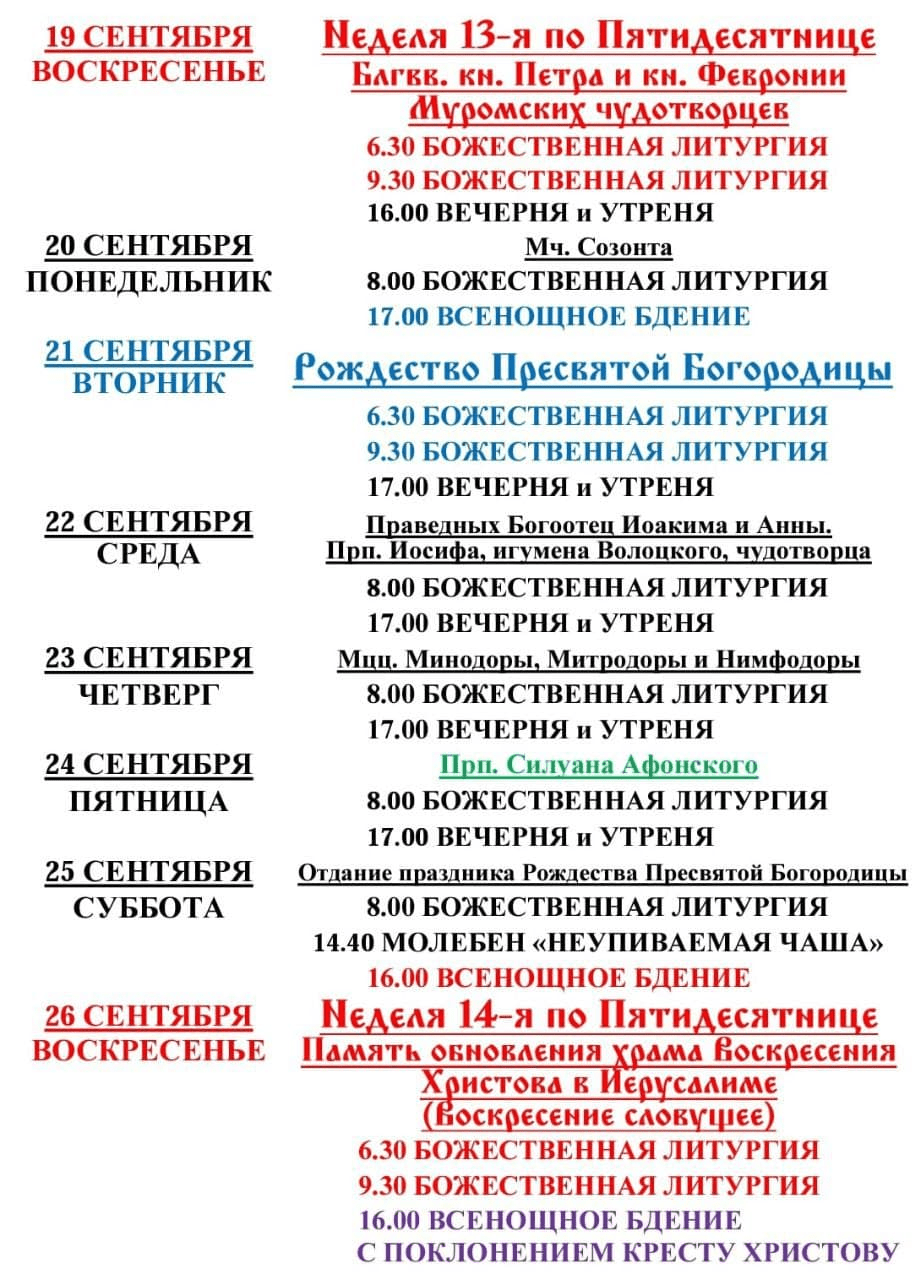 19 СЕНТЯБРЯ
ВОСКРЕСЕНЬЕ
Неделя 13-я по Пятидесятнице
Блгвв. кн. Петра и кн. Февронии
Муромских чудотворцев
6.30 БОЖЕСТВЕННАЯ ЛИТУРГИЯ
9.30 БОЖЕСТВЕННАЯ ЛИТУРГИЯ
16.00 ВЕЧЕРНЯ и УТРЕНЯ
20 СЕНТЯБРЯ
ПОНЕДЕЛЬНИК
Мч. Созонта
8.00 БОЖЕСТВЕННАЯ ЛИТУРГИЯ
17.00 ВСЕНОЩНОЕ БДЕНИЕ
21 СЕНТЯБРЯ
ВТОРНИК
Рождество Пресвятой Богородицы
6.30 БОЖЕСТВЕННАЯ ЛИТУРГИЯ
9.30 БОЖЕСТВЕННАЯ ЛИТУРГИЯ
17.00 ВЕЧЕРНЯ и УТРЕНЯ
22 СЕНТЯБРЯ
СРЕДА
Праведных Богоотец Иоакима и Анны.
Прп. Иосифа, игумена Волоцкого, чудотворца
8.00 БОЖЕСТВЕННАЯ ЛИТУРГИЯ
17.00 ВЕЧЕРНЯ и УТРЕНЯ
23 СЕНТЯБРЯ
ЧЕТВЕРГ
Мцц. Минодоры, Митродоры и Нимфодоры
8.00 БОЖЕСТВЕННАЯ ЛИТУРГИЯ
17.00 ВЕЧЕРНЯ и УТРЕНЯ
24 СЕНТЯБРЯ
ПЯТНИЦА
Прп. Силуана Афонского
8.00 БОЖЕСТВЕННАЯ ЛИТУРГИЯ
17.00 ВЕЧЕРНЯ и УТРЕНЯ
25 СЕНТЯБРЯ
СУББОТА
Отдание праздника Рождества Пресвятой Богородицы
8.00 БОЖЕСТВЕННАЯ ЛИТУРГИЯ
14.40 МОЛЕБЕН «НЕУПИВАЕМАЯ ЧАША»
16.00 ВСЕНОЩНОЕ БДЕНИЕ
26 СЕНТЯБРЯ
ВОСКРЕСЕНЬЕ
Неделя 14-я по Пятидесятнице
Память обновления храма Воскресения
Христова в Иерусалиме
(Воскресение словущее)
6.30 БОЖЕСТВЕННАЯ ЛИТУРГИЯ
9.30 БОЖЕСТВЕННАЯ ЛИТУРГИЯ
16.00 ВСЕНОЩНОЕ БДЕНИЕ
С ПОКЛОНЕНИЕМ КРЕСТУ ХРИСТОВУ